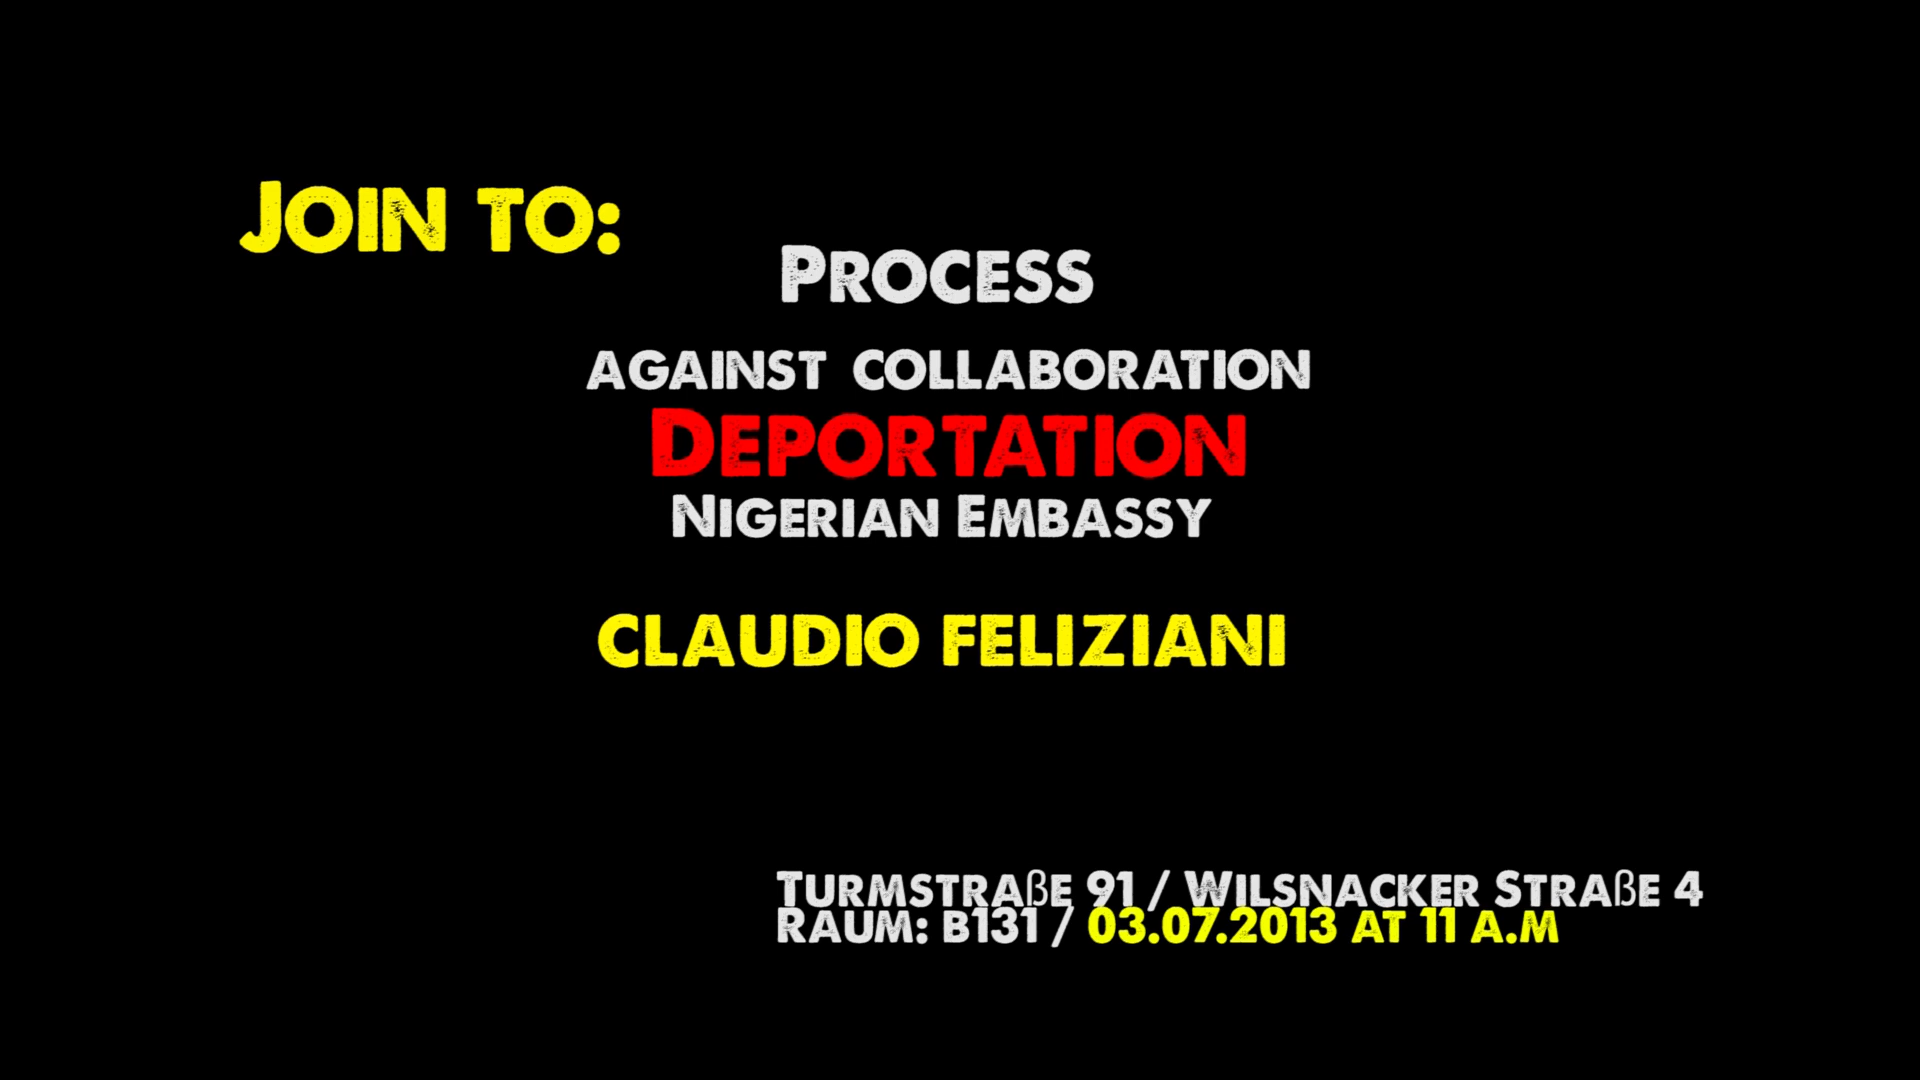 Join to:
Process
against collaboration
Deportation
Nigerian Embassy
CLAUDIO FELIZIANI
Turmstraße 91 / Wilsnacker Straße 4
Raum: B131 / 03.07.2013 at 11 a.m